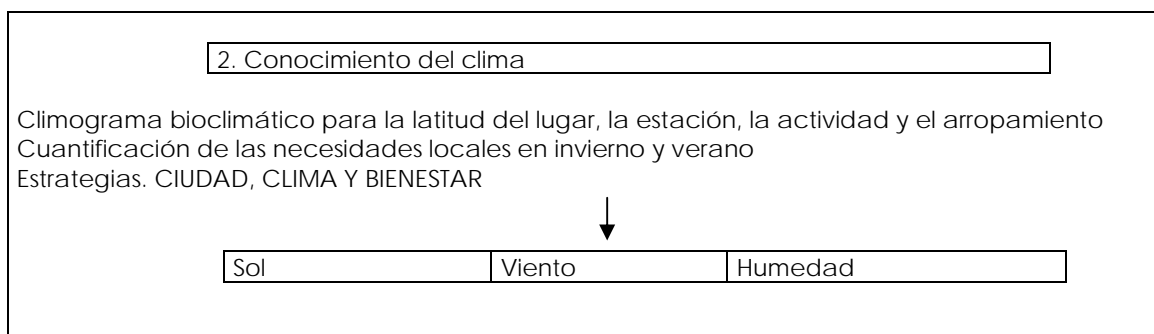 2. Conocimiento del clima
Climograma bioclimático para la latitud del lugar, la estación, la actividad y el arropamiento
Cuantificación de las necesidades locales en invierno y verano
Estrategias. CIUDAD, CLIMA Y BIENESTAR
Sol Viento Humedad